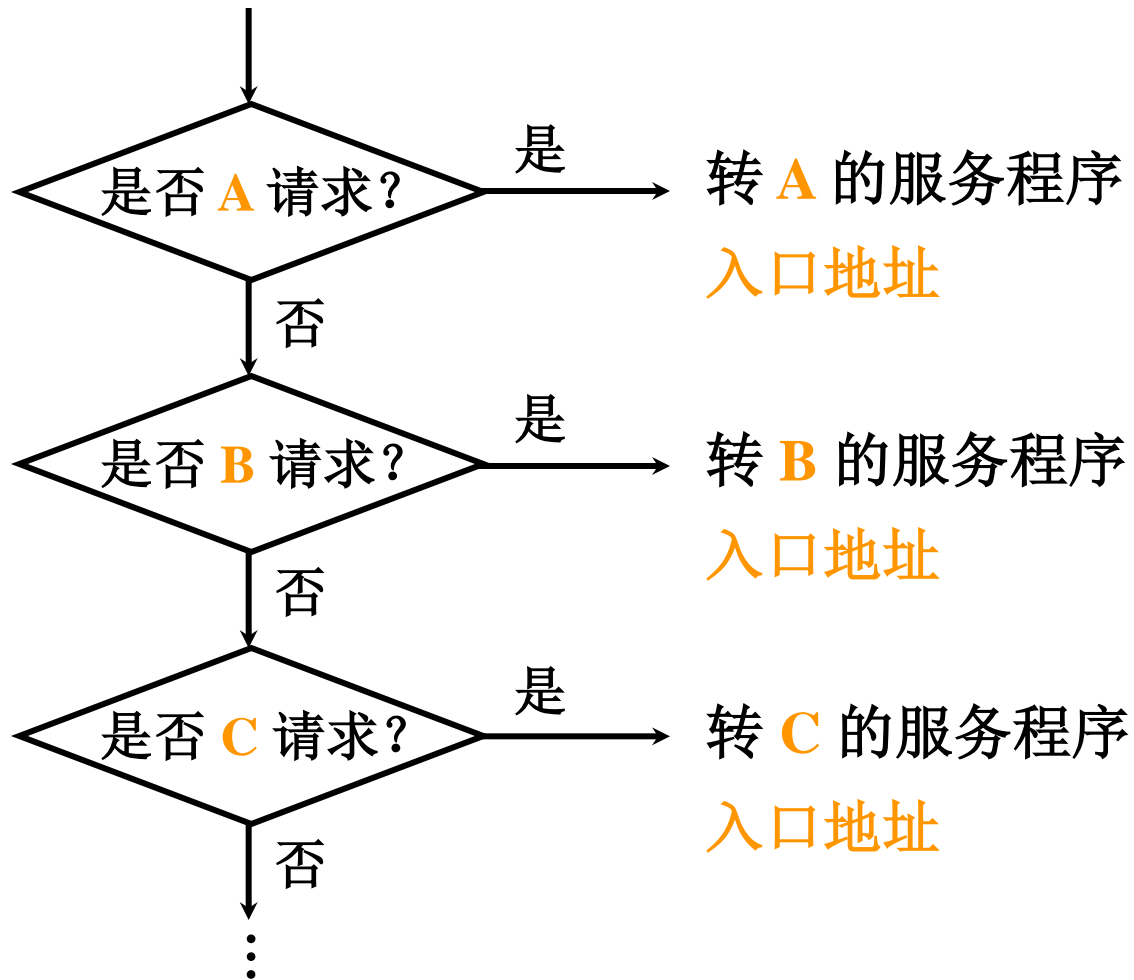 是
是否 A 请求？
转 A 的服务程序
入口地址
否
是
是否 B 请求？
转 B 的服务程序
入口地址
否
是
是否 C 请求？
转 C 的服务程序
入口地址
否
⋮